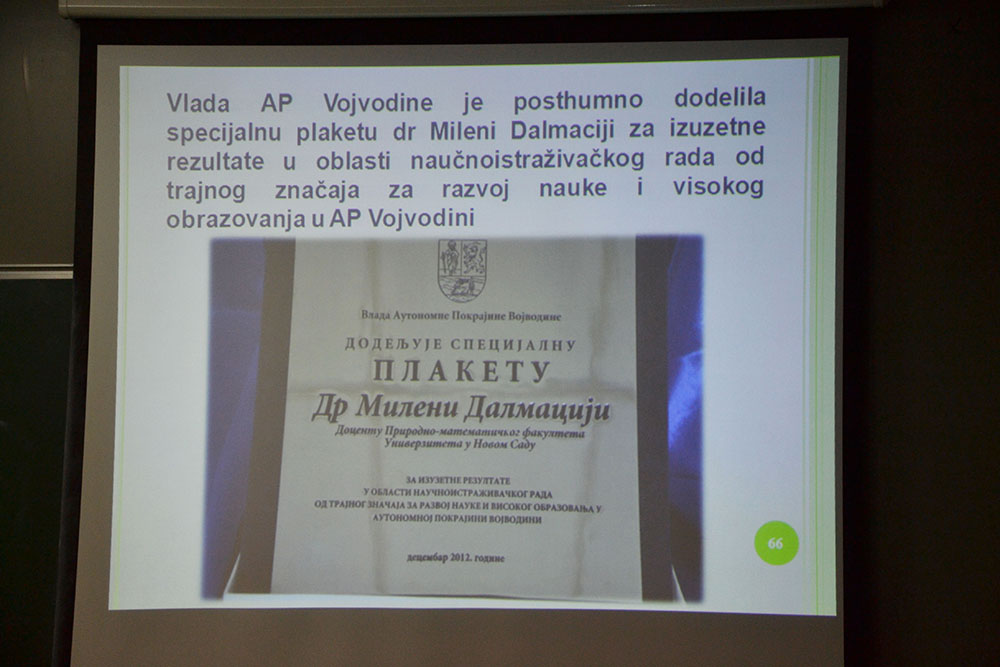 Vlada AP Vojvodine je posthumno dodelila
specijalnu plaketu dr Mileni Dalmaciji za izuzetne
rezultate u oblasti naučnoistraživačkog rada od
trajnog značaja za razvoj nauke i visokog
obrazovanja u AP Vojvodini
Влада Аутономне Покрајине Војводине
ДОДЕЉУЈЕ СПЕЦИЈАЛНУ
ПЛАКЕТУ
Др Милени Далмацији
Доценту Природно-математичког факултета
Универзитета у Новом Саду
ЗА ИЗУЗЕТНЕ РЕЗУЛТАТЕ
У ОБЛАСТИ НАУЧНОИСТРАЖИВАЧКОГ РАДА
ОД ТРАЈНОГ ЗНАЧАЈА ЗА РАЗВОЈ НАУКЕ И ВИСОКОГ ОБРАЗОВАЊА У
АУТОНОМНОЈ ПОКРАЈИНИ ВОЈВОДИНИ
децембар 2012. године
66